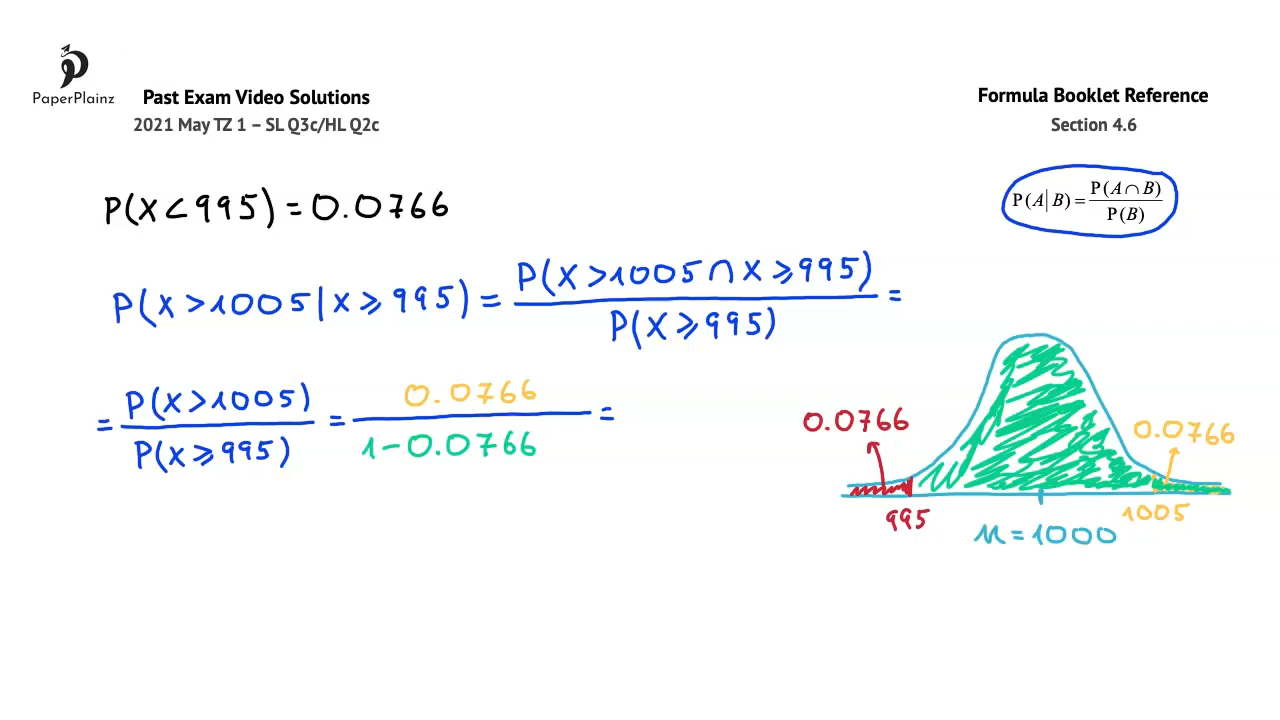 PaperPlainz
Past Exam Video Solutions
2021 May TZ 1 – SL Q3c/HL Q2c
Formula Booklet Reference
Section 4.6
P(A|B) = P(A ∩ B) / P(B)
P(X < 995) = 0.0766
P(X > 1005 | X ⩾ 995) = P(X > 1005 ∩ X ⩾ 995) / P(X ⩾ 995) =
= P(X > 1005) / P(X ⩾ 995) = 0.0766 / 1 - 0.0766 =
0.0766
0.0766
995
1005
μ = 1000